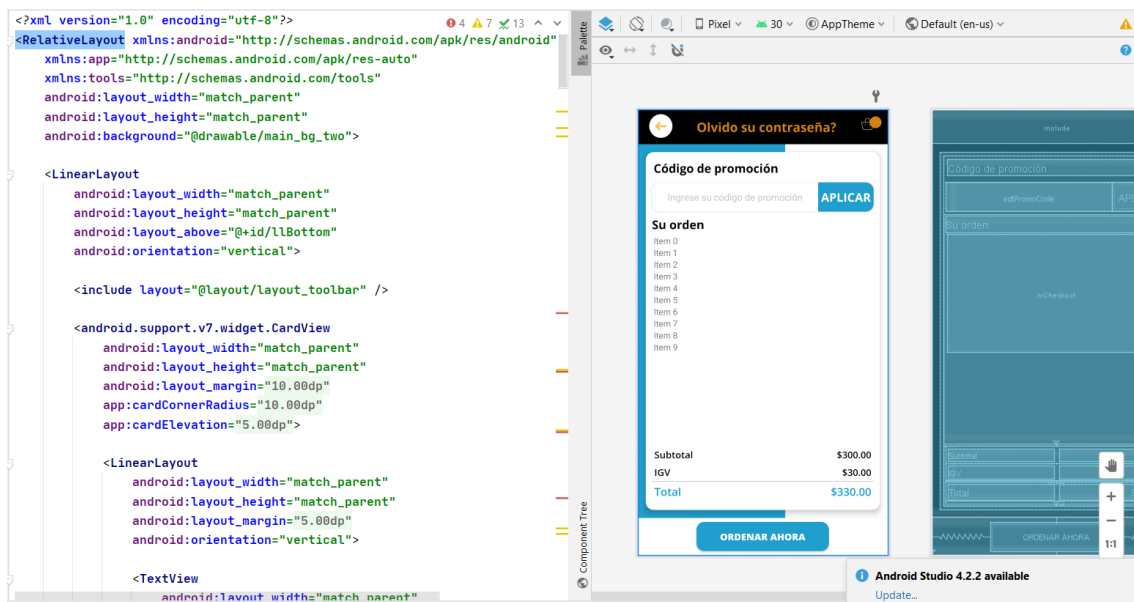 <?xml version="1.0" encoding="utf-8"?>
4 7 13
<RelativeLayout xmlns:android="http://schemas.android.com/apk/res/android"
xmlns:app="http://schemas.android.com/apk/res-auto"
xmlns:tools="http://schemas.android.com/tools"
android:layout_width="match_parent"
android:layout_height="match_parent"
android:background="@drawable/main_bg_two">
<LinearLayout
android:layout_width="match_parent"
android:layout_height="match_parent"
android:layout_above="@+id/llBottom"
android:orientation="vertical">
<include layout="@layout/layout_toolbar" />
<android.support.v7.widget.CardView
android:layout_width="match_parent"
android:layout_height="match_parent"
android:layout_margin="10.00dp"
app:cardCornerRadius="10.00dp"
app:cardElevation="5.00dp">
<LinearLayout
android:layout_width="match_parent"
android:layout_height="match_parent"
android:layout_margin="5.00dp"
android:orientation="vertical">
<TextView
android:layout_width="match_parent"
Palette
Component Tree
Pixel 30 AppTheme Default (en-us)
Olvido su contraseña?
Código de promoción
Ingrese su código de promoción APLICAR
Su orden
Item 0
Item 1
Item 2
Item 3
Item 4
Item 5
Item 6
Item 7
Item 8
Item 9
Subtotal $300.00
IGV $30.00
Total $330.00
ORDENAR AHORA
include
Código de promoción
edtPromoCode
Su orden
rvCheckout
Subtotal
IGV
Total
ORDENAR AHORA
1:1
Android Studio 4.2.2 available
Update...